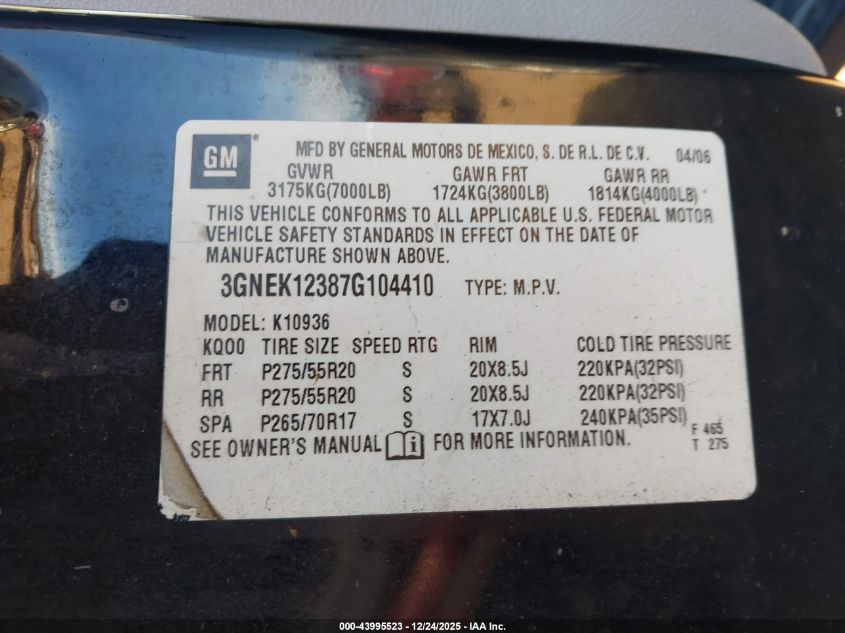 GM ® MFD BY GENERAL MOTORS DE MEXICO, S. DE R.L. DE C.V. 04/06
GVWR GAWR FRT GAWR RR
3175KG(7000LB) 1724KG(3800LB) 1814KG(4000LB)
THIS VEHICLE CONFORMS TO ALL APPLICABLE U.S. FEDERAL MOTOR
VEHICLE SAFETY STANDARDS IN EFFECT ON THE DATE OF
MANUFACTURE SHOWN ABOVE.
3GNEK12387G104410 TYPE: M.P.V.
MODEL: K10936
KQOO TIRE SIZE SPEED RTG RIM COLD TIRE PRESSURE
FRT P275/55R20 S 20X8.5J 220KPA(32PSI)
RR P275/55R20 S 20X8.5J 220KPA(32PSI)
SPA P265/70R17 S 17X7.0J 240KPA(35PSI)
SEE OWNER'S MANUAL i FOR MORE INFORMATION.
F 465
T 275
000-43995523 - 12/24/2025 - IAA Inc.